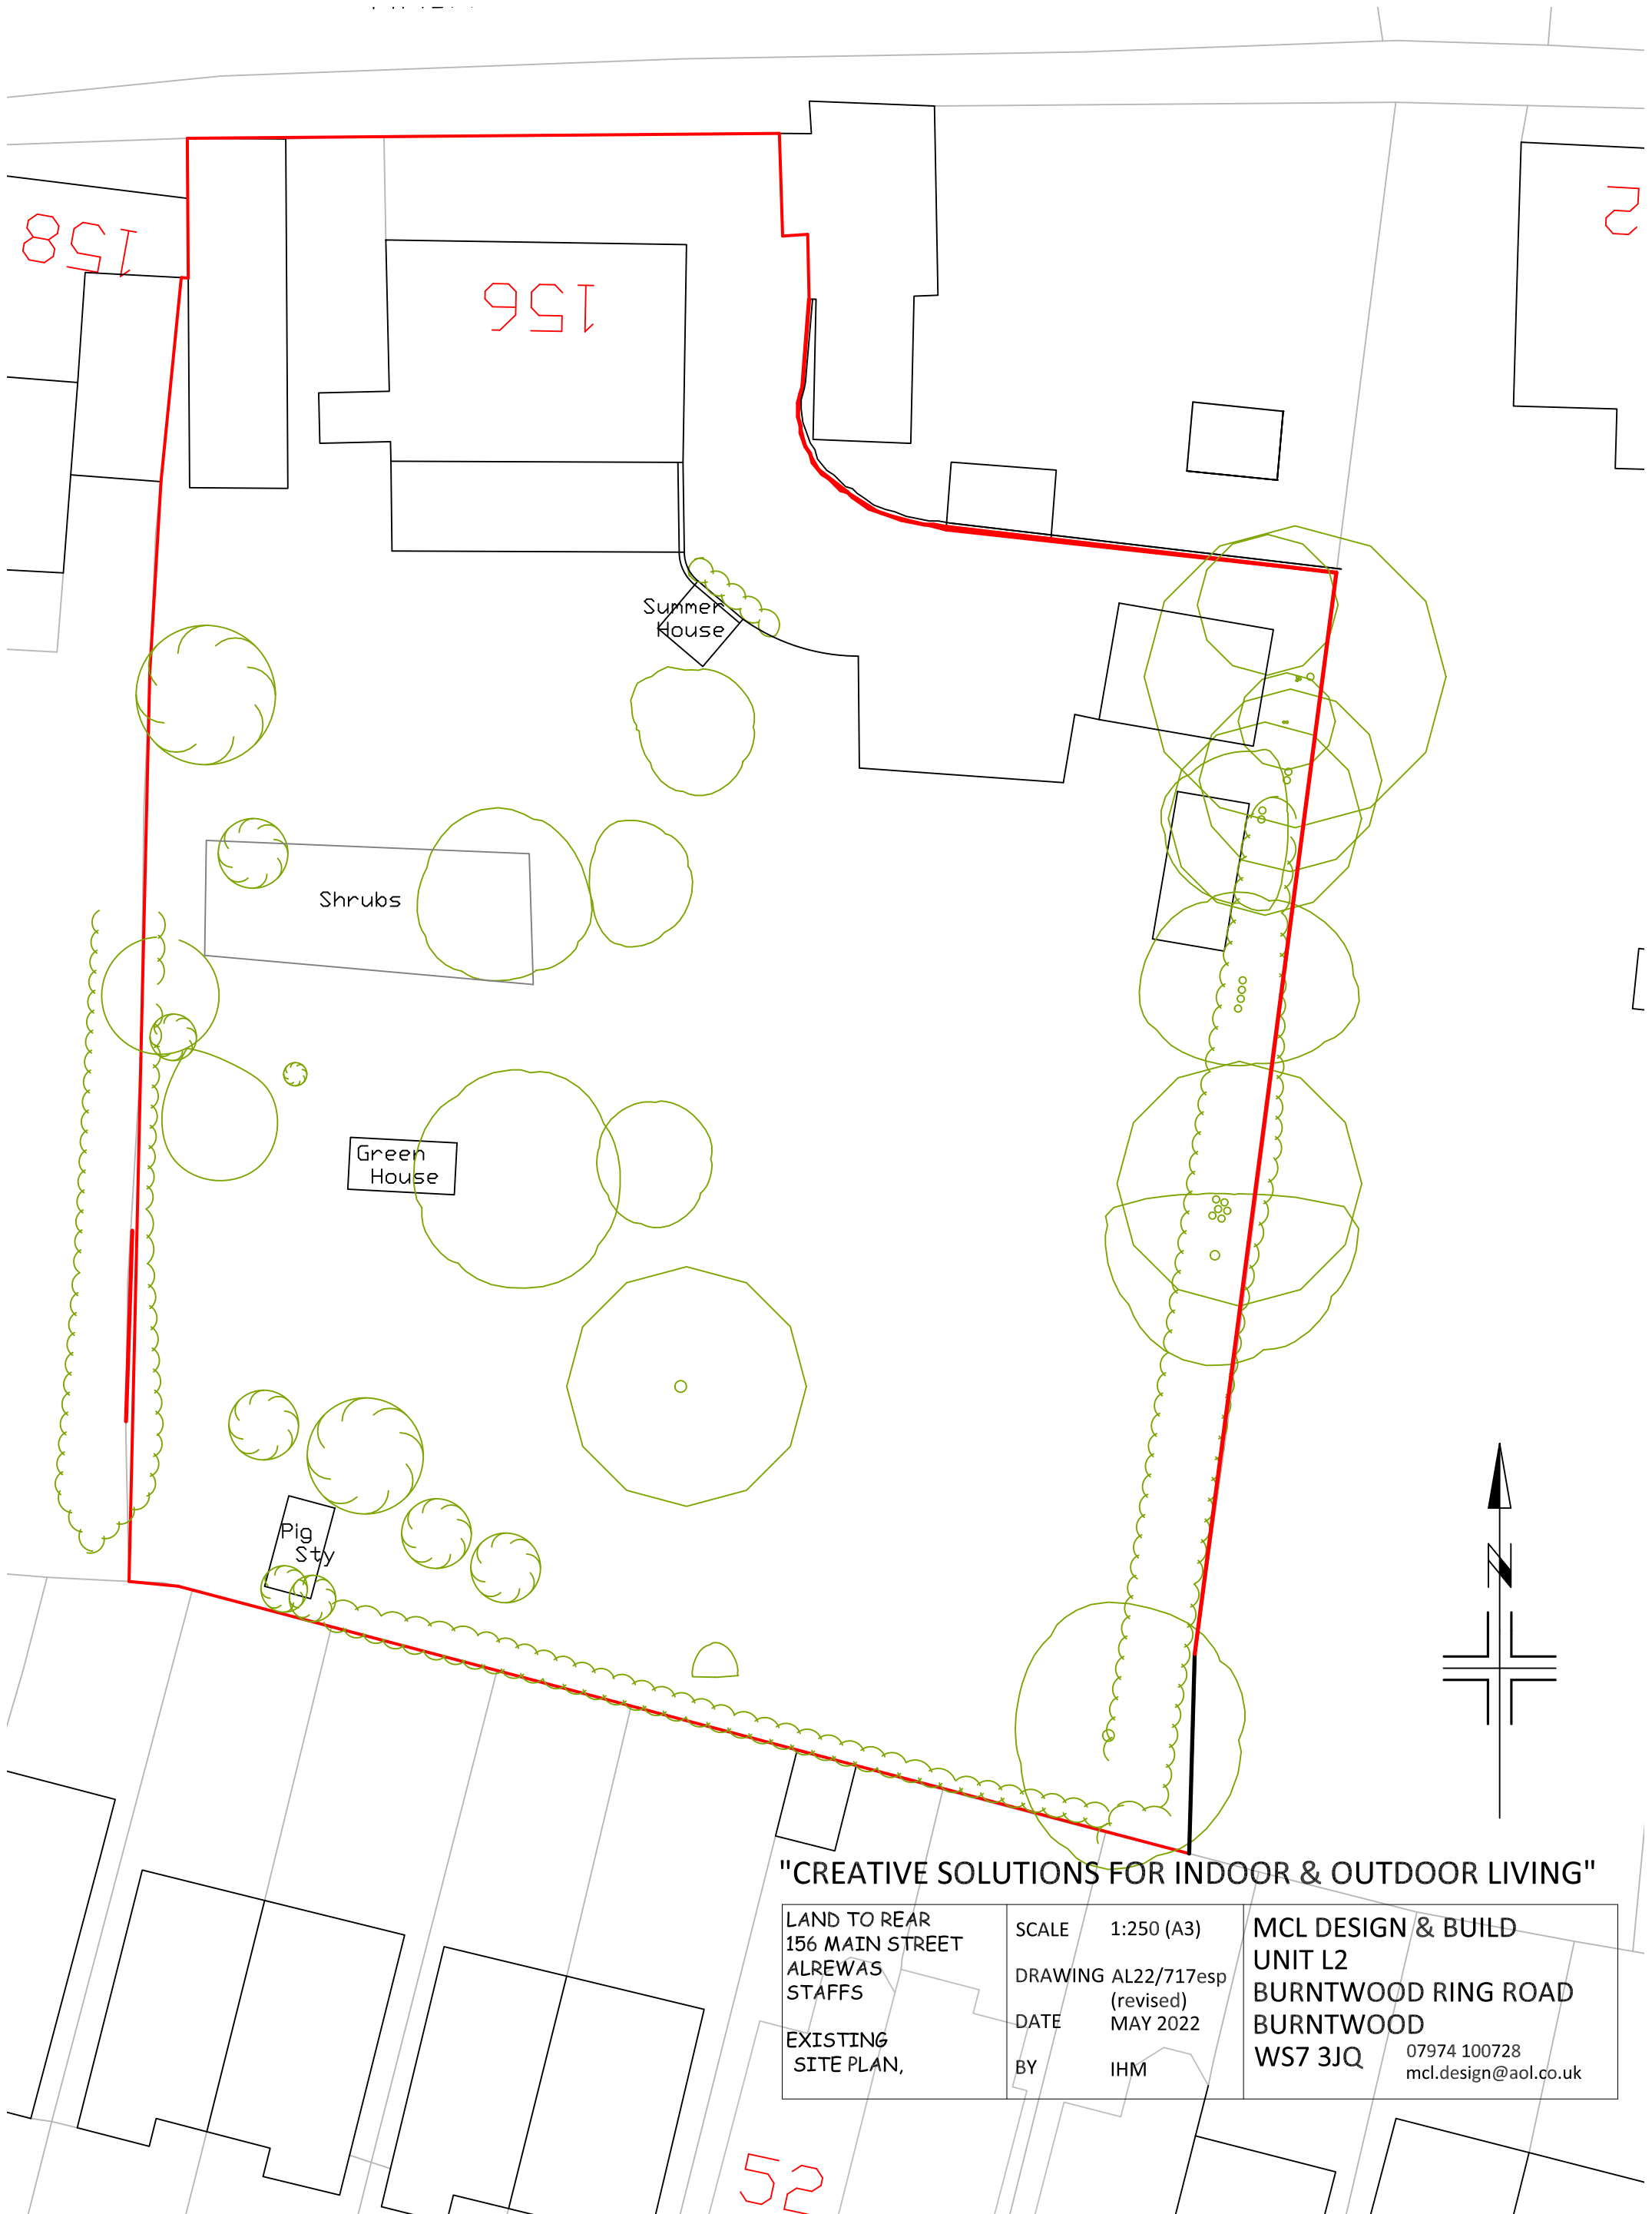 158
156
2
Summer
House
Shrubs
Green
House
Pig
Sty
N
"CREATIVE SOLUTIONS FOR INDOOR & OUTDOOR LIVING"
LAND TO REAR
156 MAIN STREET
ALREWAS
STAFFS
EXISTING
SITE PLAN,
SCALE 1:250 (A3)
DRAWING AL22/717esp
(revised)
DATE MAY 2022
BY IHM
MCL DESIGN & BUILD
UNIT L2
BURNTWOOD RING ROAD
BURNTWOOD
WS7 3JQ
07974 100728
mcl.design@aol.co.uk
52